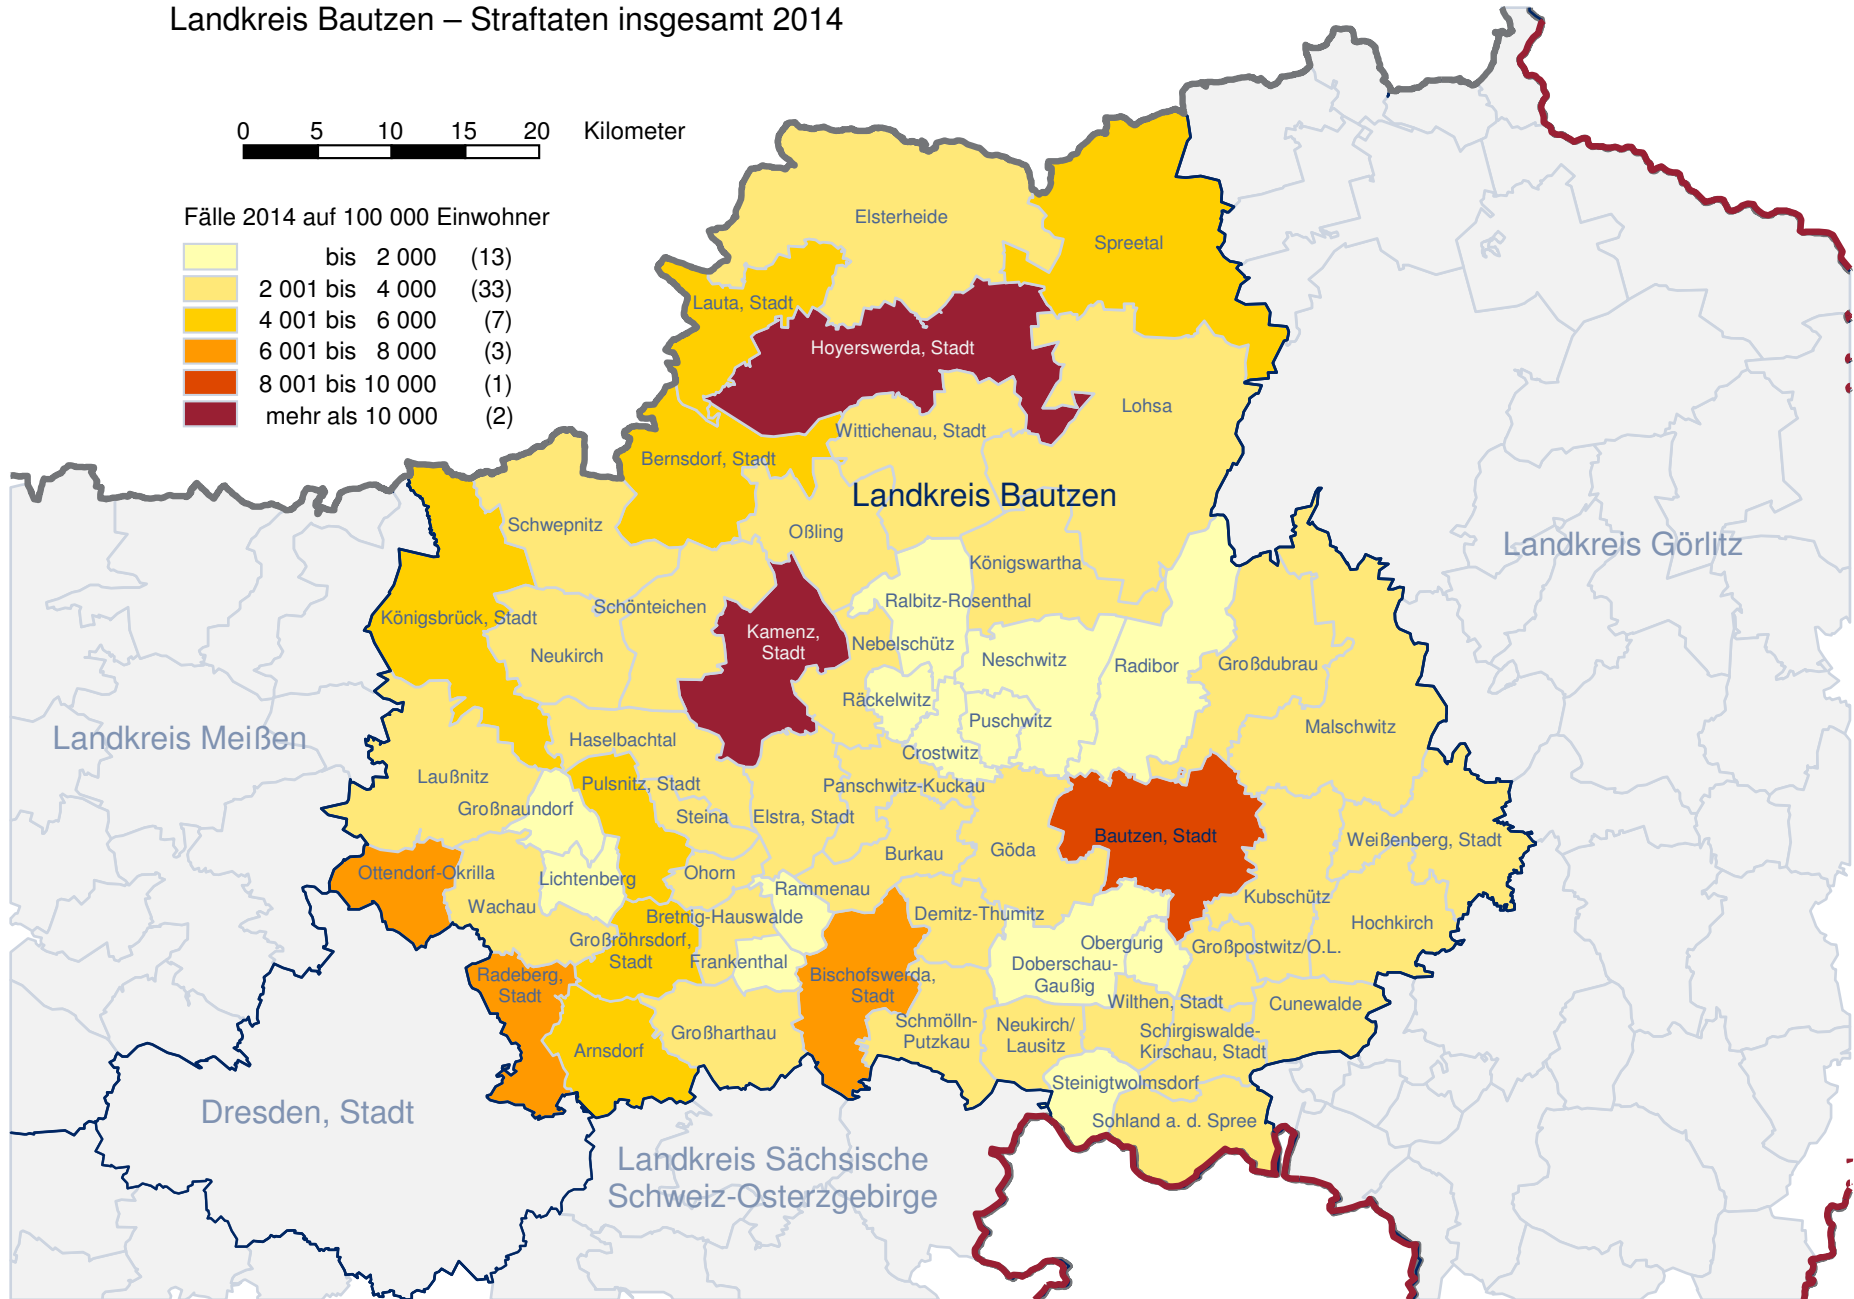 Landkreis Bautzen – Straftaten insgesamt 2014
0 5 10 15 20 Kilometer
Fälle 2014 auf 100 000 Einwohner
bis 2 000 (13)
2 001 bis 4 000 (33)
4 001 bis 6 000 (7)
6 001 bis 8 000 (3)
8 001 bis 10 000 (1)
mehr als 10 000 (2)
Elsterheide
Spreetal
Lauta, Stadt
Hoyerswerda, Stadt
Lohsa
Wittichenau, Stadt
Bernsdorf, Stadt
Landkreis Bautzen
Schwepnitz
Oßling
Landkreis Görlitz
Königswartha
Ralbitz-Rosenthal
Schönteichen
Königsbrück, Stadt
Kamenz,
Stadt
Nebelschütz
Neukirch
Neschwitz
Radibor
Großdubrau
Räckelwitz
Puschwitz
Malschwitz
Landkreis Meißen
Haselbachtal
Crostwitz
Laußnitz
Pulsnitz, Stadt
Panschwitz-Kuckau
Großnaundorf
Steina
Elstra, Stadt
Bautzen, Stadt
Weißenberg, Stadt
Burkau
Göda
Ottendorf-Okrilla
Lichtenberg
Ohorn
Rammenau
Kubschütz
Wachau
Bretnig-Hauswalde
Demitz-Thumitz
Hochkirch
Großröhrsdorf,
Stadt
Obergurig
Großpostwitz/O.L.
Frankenthal
Doberschau-
Gaußig
Radeberg,
Stadt
Bischofswerda,
Stadt
Wilthen, Stadt
Cunewalde
Schmölln-
Putzkau
Neukirch/
Lausitz
Schirgiswalde-
Kirschau, Stadt
Großharthau
Arnsdorf
Steinigtwolmsdorf
Dresden, Stadt
Sohland a. d. Spree
Landkreis Sächsische
Schweiz-Osterzgebirge